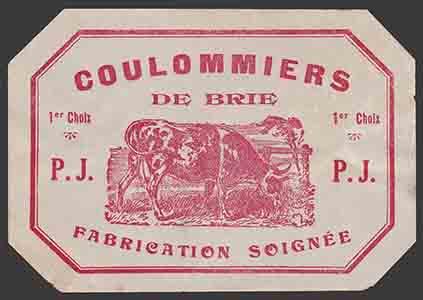 COULOMMIERS
DE BRIE
1er Choix 1er Choix
P.J. P.J.
FABRICATION SOIGNÉE